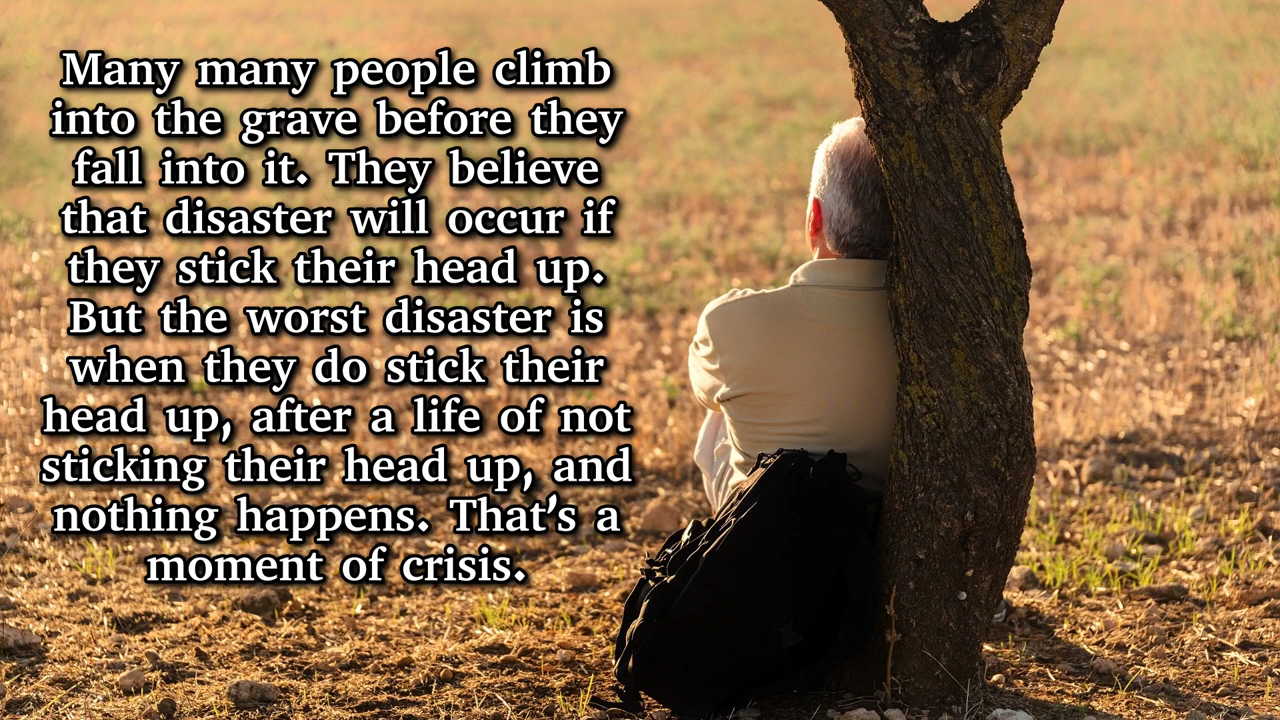 Many many people climb
into the grave before they
fall into it. They believe
that disaster will occur if
they stick their head up.
But the worst disaster is
when they do stick their
head up, after a life of not
sticking their head up, and
nothing happens. That's a
moment of crisis.